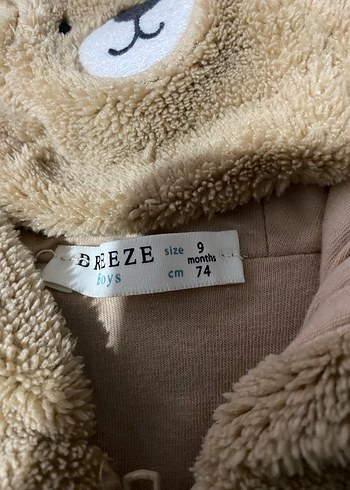 BREEZE
Boys
size 9
months
cm 74